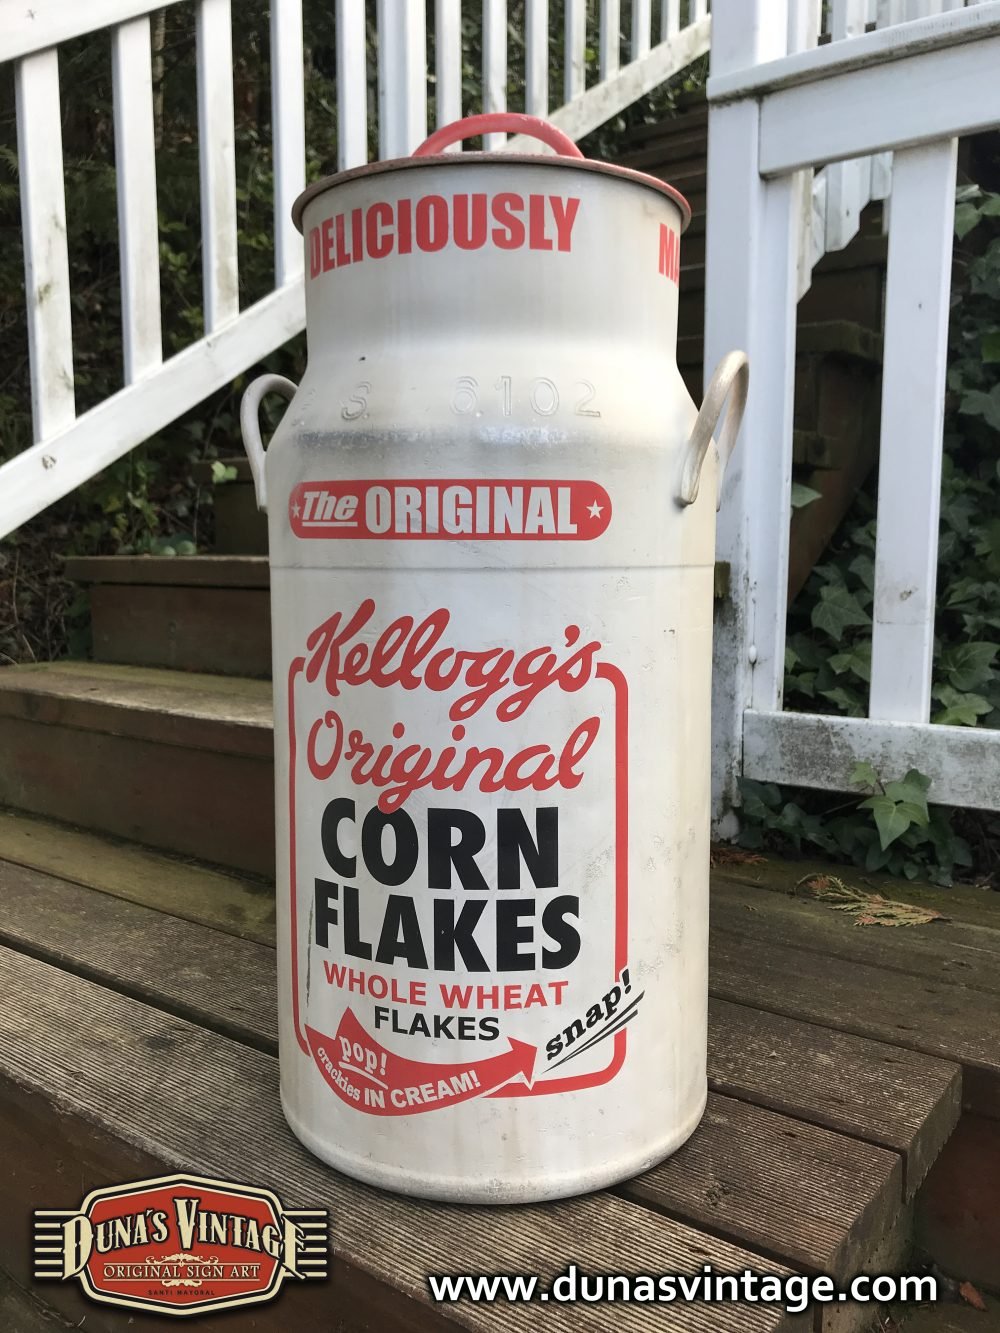 DELICIOUSLY
S. 6102
★ The ORIGINAL ★
Kellogg's
Original
CORN
FLAKES
WHOLE WHEAT
FLAKES
snap!
pop!
crackles IN CREAM!
DUNA´S VINTAGE
ORIGINAL SIGN ART
SANTI MAYORAL
www.dunasvintage.com